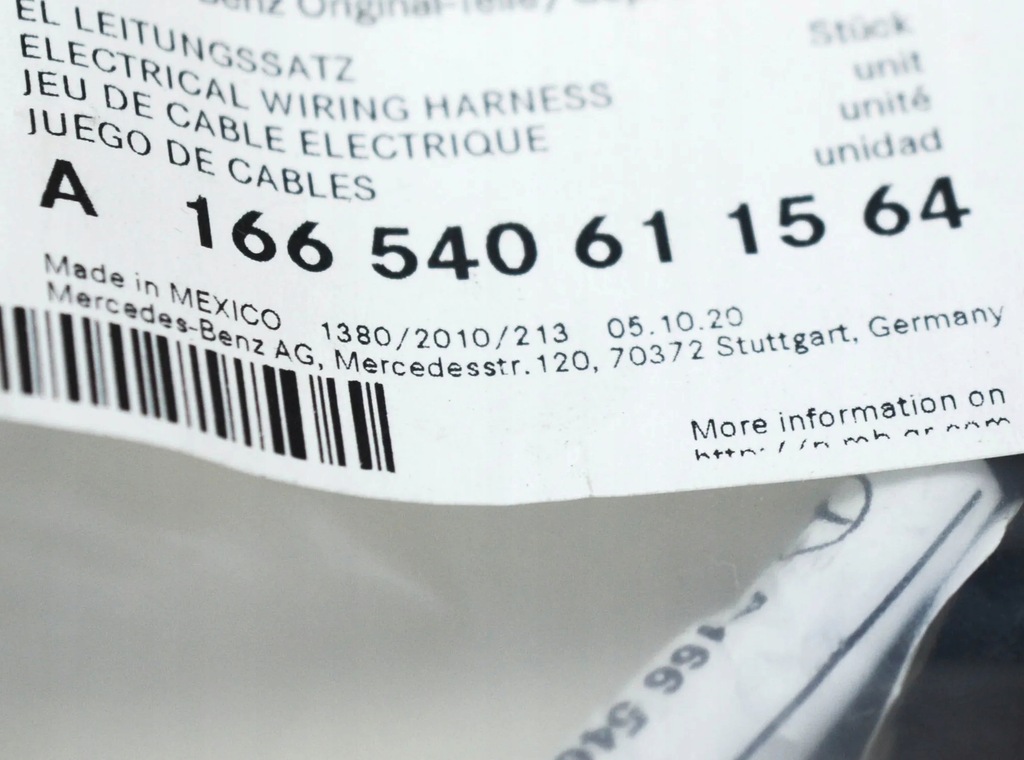 EL LEITUNGSSATZ
ELECTRICAL WIRING HARNESS
JEU DE CABLE ELECTRIQUE
JUEGO DE CABLES
Stück
unit
unité
unidad
A 166 540 61 15 64
Made in MEXICO 1380/2010/213 05.10.20
Mercedes-Benz AG, Mercedesstr.120, 70372 Stuttgart, Germany
More information on
A 166 540